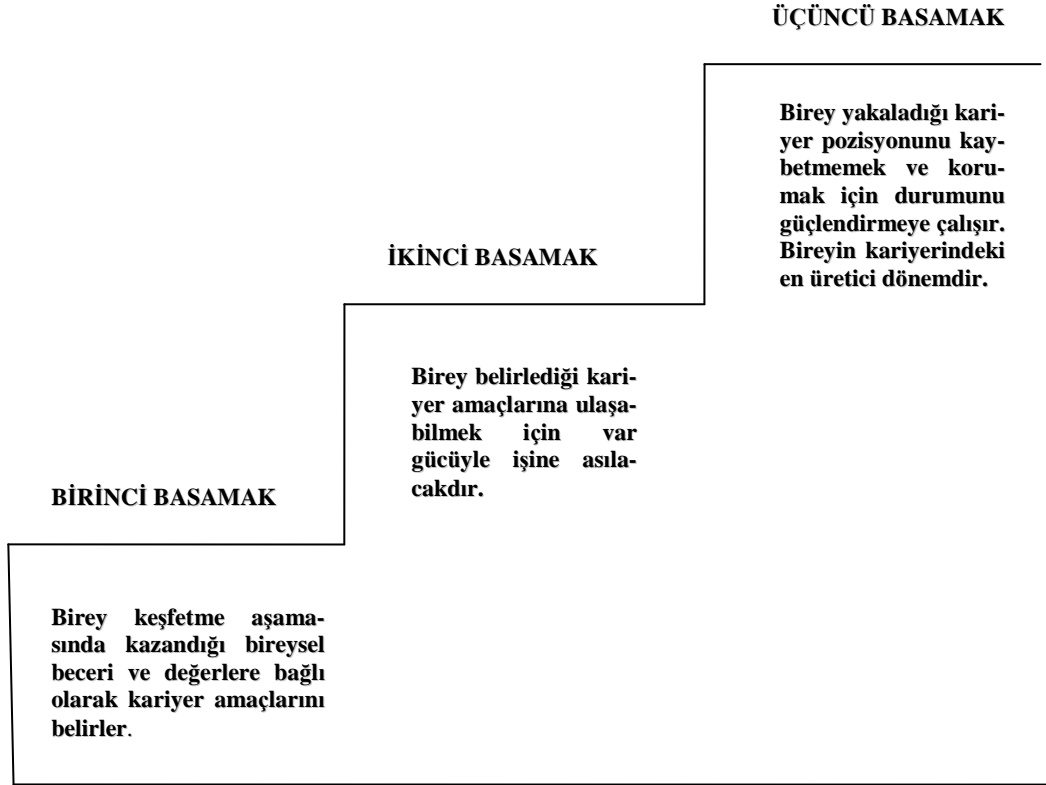 ÜÇÜNCÜ BASAMAK
Birey yakaladığı kari-
yer pozisyonunu kay-
betmemek ve koru-
mak için durumunu
güçlendirmeye çalışır.
Bireyin kariyerindeki
en üretici dönemdir.
İKİNCİ BASAMAK
Birey belirlediği kari-
yer amaçlarına ulaşa-
bilmek için var
gücüyle işine asıla-
cakdır.
BİRİNCİ BASAMAK
Birey keşfetme aşama-
sında kazandığı bireysel
beceri ve değerlere bağlı
olarak kariyer amaçlarını
belirler.